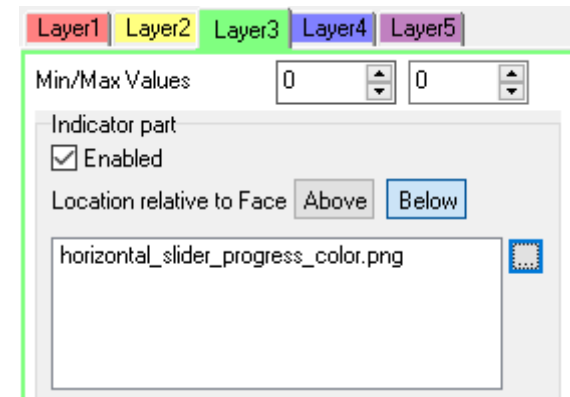 Layer1 Layer2 Layer3 Layer4 Layer5
Min/Max Values 0 0
Indicator part
Enabled
Location relative to Face Above Below
horizontal_slider_progress_color.png ...